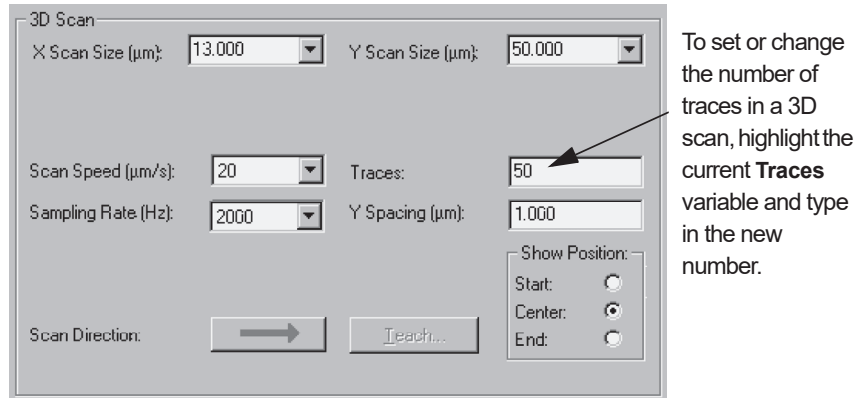 3D Scan
X Scan Size (µm): 13.000 Y Scan Size (µm): 50.000
Scan Speed (µm/s): 20 Traces: 50
Sampling Rate (Hz): 2000 Y Spacing (µm): 1.000
Show Position:
Start:
Center:
Scan Direction: Teach... End:
To set or change
the number of
traces in a 3D
scan, highlight the
current Traces
variable and type
in the new
number.